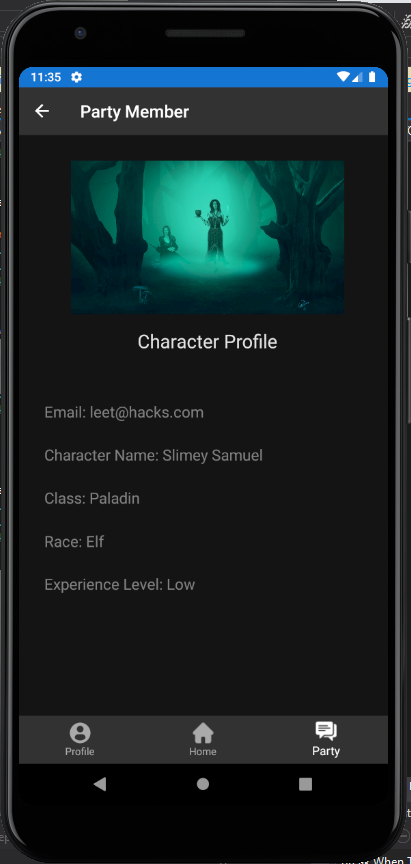 11:35
Party Member
Character Profile
Email: leet@hacks.com
Character Name: Slimey Samuel
Class: Paladin
Race: Elf
Experience Level: Low
Profile
Home
Party
When T